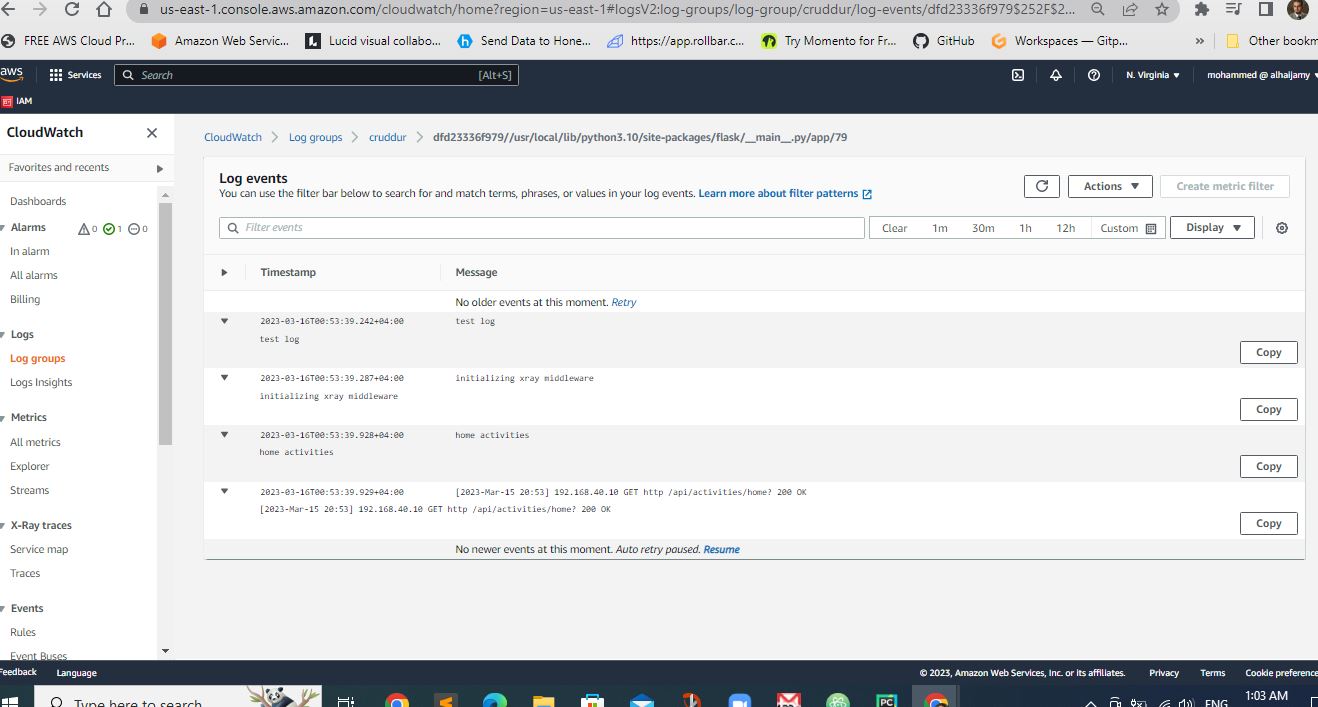 us-east-1.console.aws.amazon.com/cloudwatch/home?region=us-east-1#logsV2:log-groups/log-group/cruddur/log-events/dfd23336f979$252F$2...
FREE AWS Cloud Pr... Amazon Web Servic... Lucid visual collabo... Send Data to Hone... https://app.rollbar.c... Try Momento for Fr... GitHub Workspaces — Gitp... » Other bookm
aws Services Search [Alt+S] N. Virginia ▼ mohammed @ alhaijamy
IAM
CloudWatch
Favorites and recents
Dashboards
Alarms 0 1 0
In alarm
All alarms
Billing
Logs
Log groups
Logs Insights
Metrics
All metrics
Explorer
Streams
X-Ray traces
Service map
Traces
Events
Rules
Event Buses
CloudWatch > Log groups > cruddur > dfd23336f979//usr/local/lib/python3.10/site-packages/flask/__main__.py/app/79
Log events
You can use the filter bar below to search for and match terms, phrases, or values in your log events. Learn more about filter patterns
Actions ▼ Create metric filter
Filter events Clear 1m 30m 1h 12h Custom Display ▼
Timestamp Message
No older events at this moment. Retry
2023-03-16T00:53:39.242+04:00 test log
test log
Copy
2023-03-16T00:53:39.287+04:00 initializing xray middleware
initializing xray middleware
Copy
2023-03-16T00:53:39.928+04:00 home activities
home activities
Copy
2023-03-16T00:53:39.929+04:00 [2023-Mar-15 20:53] 192.168.40.10 GET http /api/activities/home? 200 OK
[2023-Mar-15 20:53] 192.168.40.10 GET http /api/activities/home? 200 OK
Copy
No newer events at this moment. Auto retry paused. Resume
Feedback Language © 2023, Amazon Web Services, Inc. or its affiliates. Privacy Terms Cookie preference
Type here to search PC ENG 1:03 AM